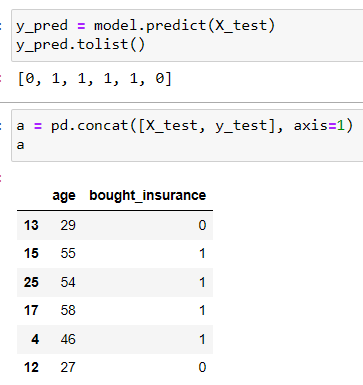 y_pred = model.predict(X_test)
y_pred.tolist()
[0, 1, 1, 1, 1, 0]
a = pd.concat([X_test, y_test], axis=1)
a
age bought_insurance
13 29 0
15 55 1
25 54 1
17 58 1
4 46 1
12 27 0